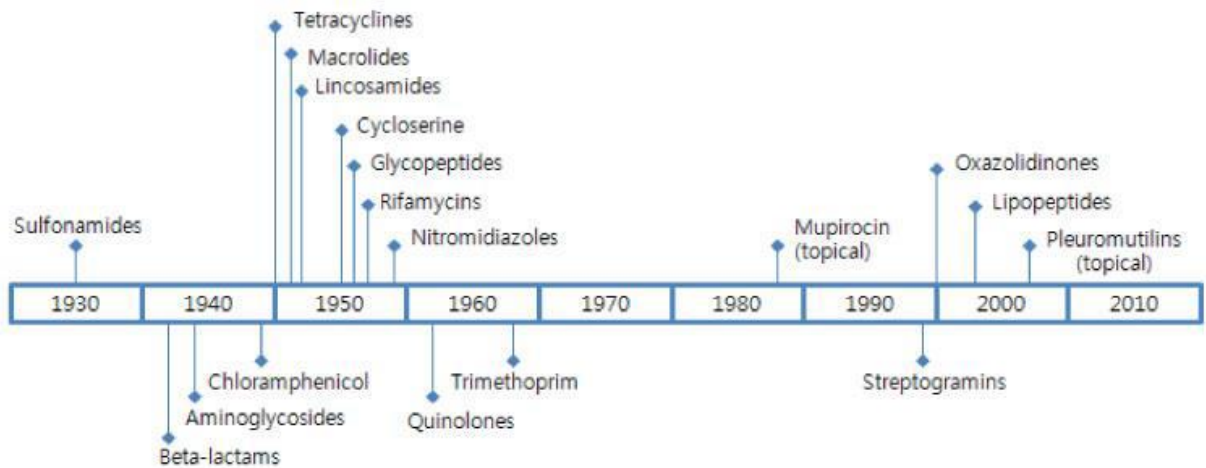 Tetracyclines
Macrolides
Lincosamides
Cycloserine
Glycopeptides
Rifamycins
Nitromidiazoles
Sulfonamides
Mupirocin
(topical)
Oxazolidinones
Lipopeptides
Pleuromutilins
(topical)
1930 1940 1950 1960 1970 1980 1990 2000 2010
Chloramphenicol
Aminoglycosides
Beta-lactams
Trimethoprim
Quinolones
Streptogramins